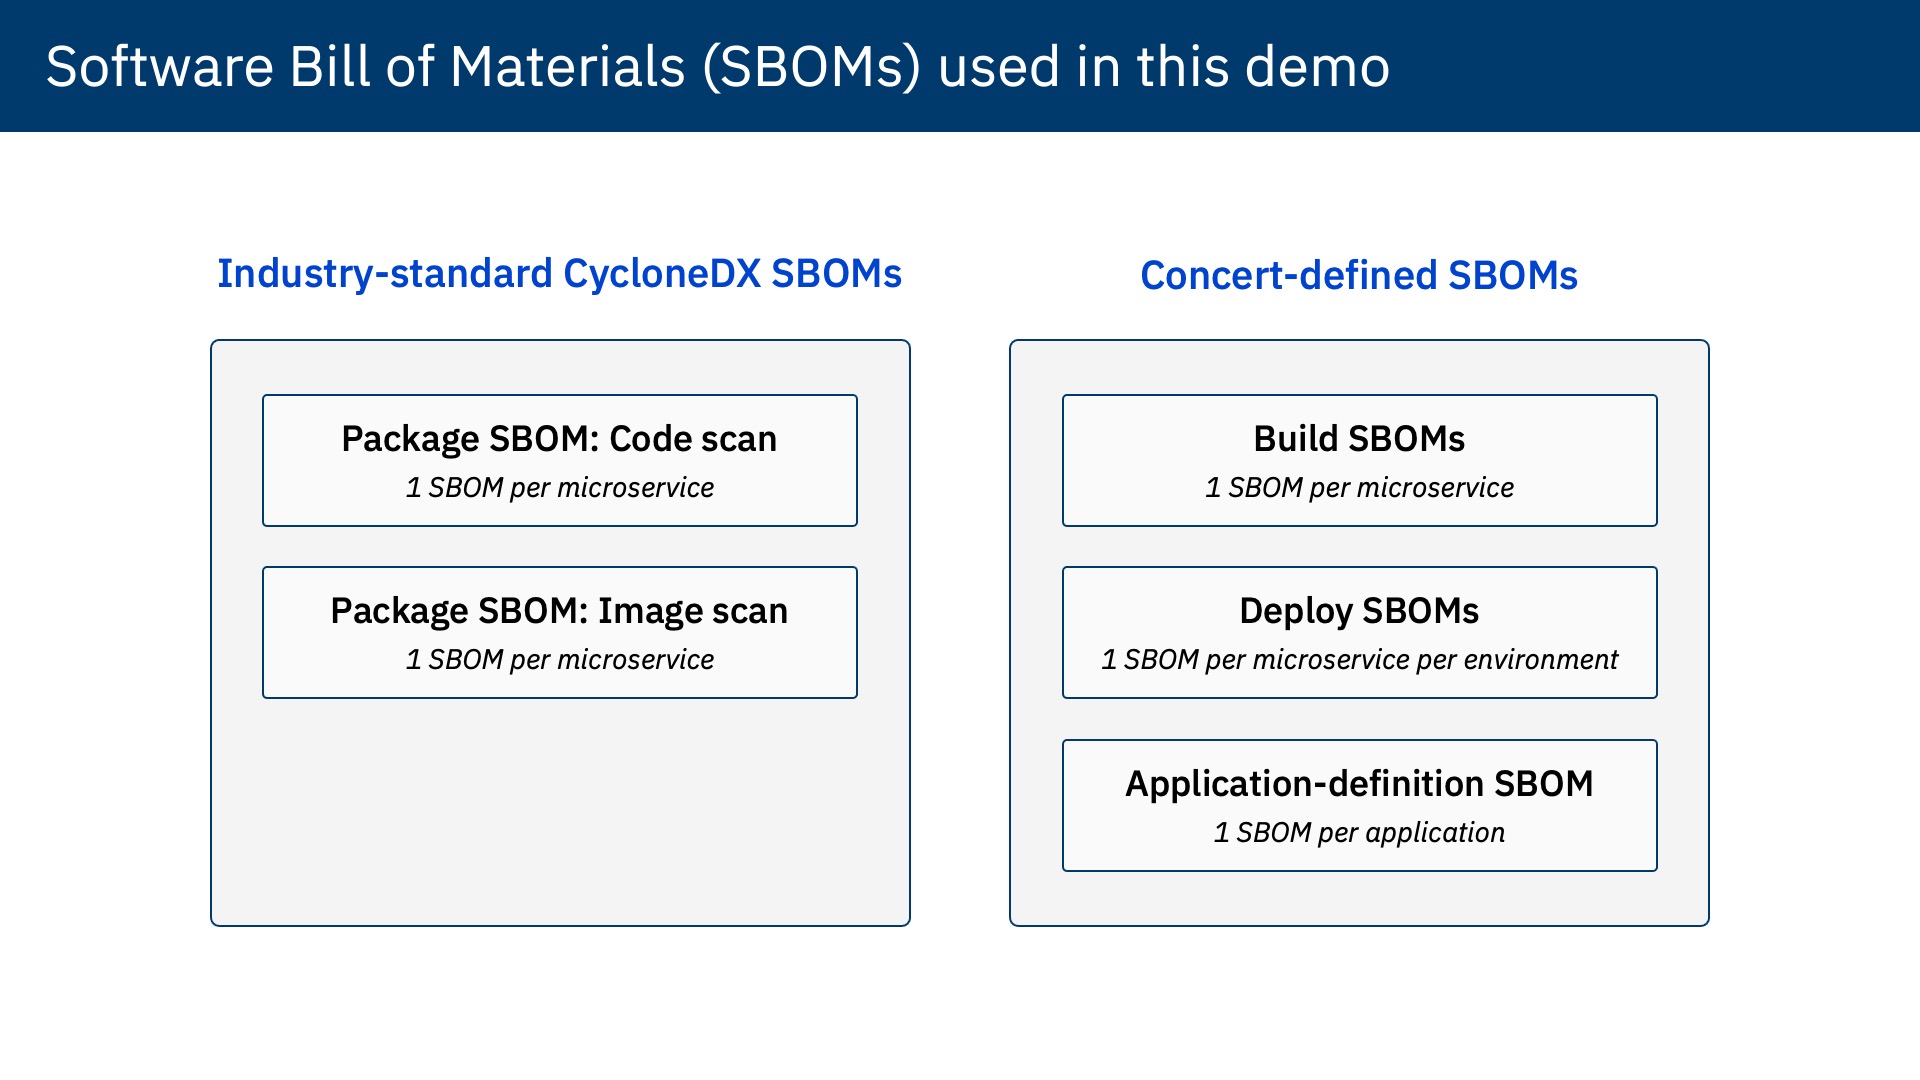 Software Bill of Materials (SBOMs) used in this demo
Industry-standard CycloneDX SBOMs
Package SBOM: Code scan
1 SBOM per microservice
Package SBOM: Image scan
1 SBOM per microservice
Concert-defined SBOMs
Build SBOMs
1 SBOM per microservice
Deploy SBOMs
1 SBOM per microservice per environment
Application-definition SBOM
1 SBOM per application